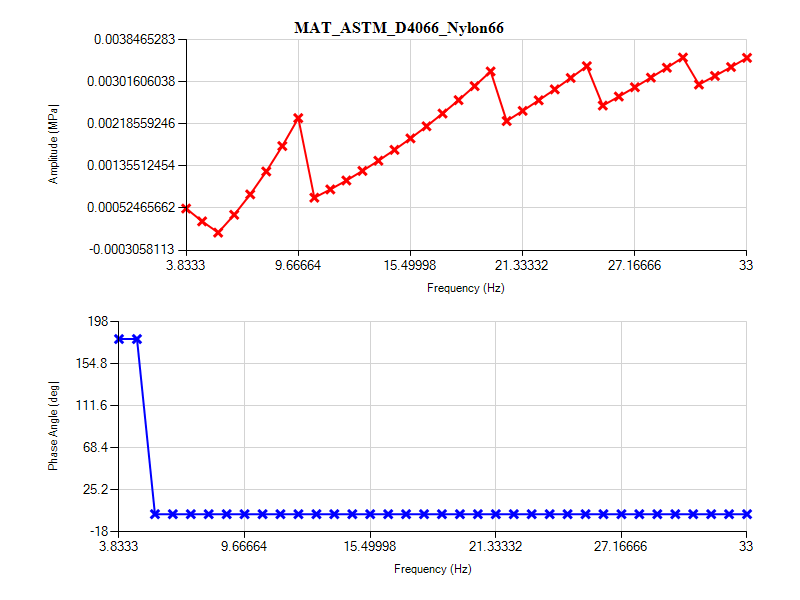 MAT_ASTM_D4066_Nylon66
0.0038465283
0.00301606038
0.00218559246
0.00135512454
0.00052465662
-0.0003058113
Amplitude [MPa]
3.8333 9.66664 15.49998 21.33332 27.16666 33
Frequency (Hz)
198
154.8
111.6
68.4
25.2
-18
Phase Angle [deg]
3.8333 9.66664 15.49998 21.33332 27.16666 33
Frequency (Hz)